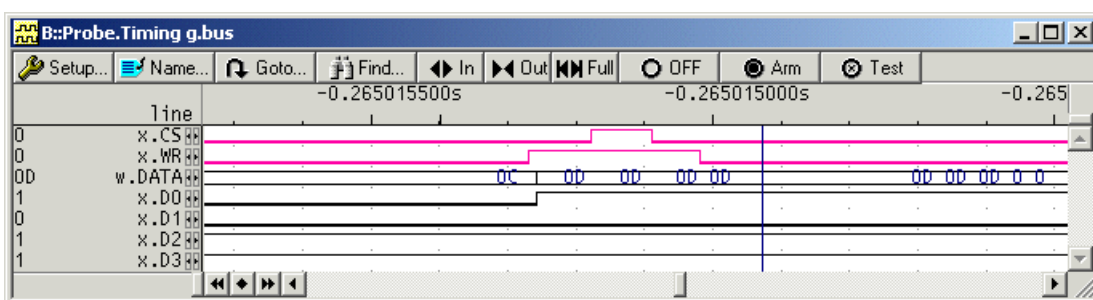 B::Probe.Timing g.bus
Setup... Name... Goto... Find... In Out Full OFF Arm Test
-0.265015500s -0.265015000s -0.265
line
0 x.CS
0 x.WR
0D w.DATA 0C 0D 0D 0D 0D 0D 0D 0D 0 0
1 x.D0
0 x.D1
1 x.D2
1 x.D3